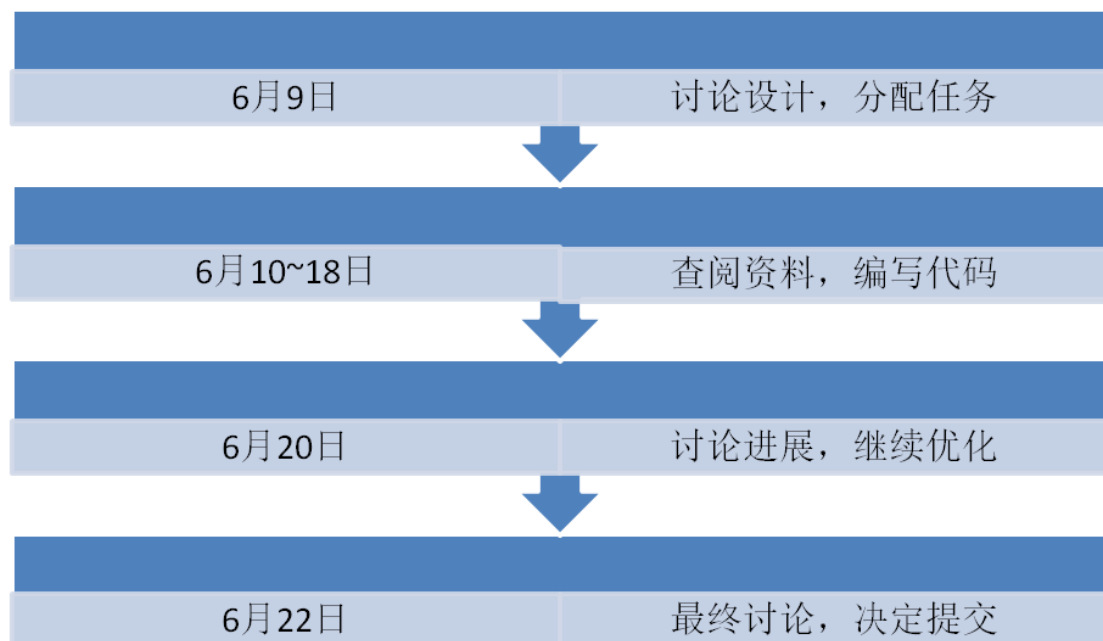 6月9日 讨论设计，分配任务
6月10~18日 查阅资料，编写代码
6月20日 讨论进展，继续优化
6月22日 最终讨论，决定提交